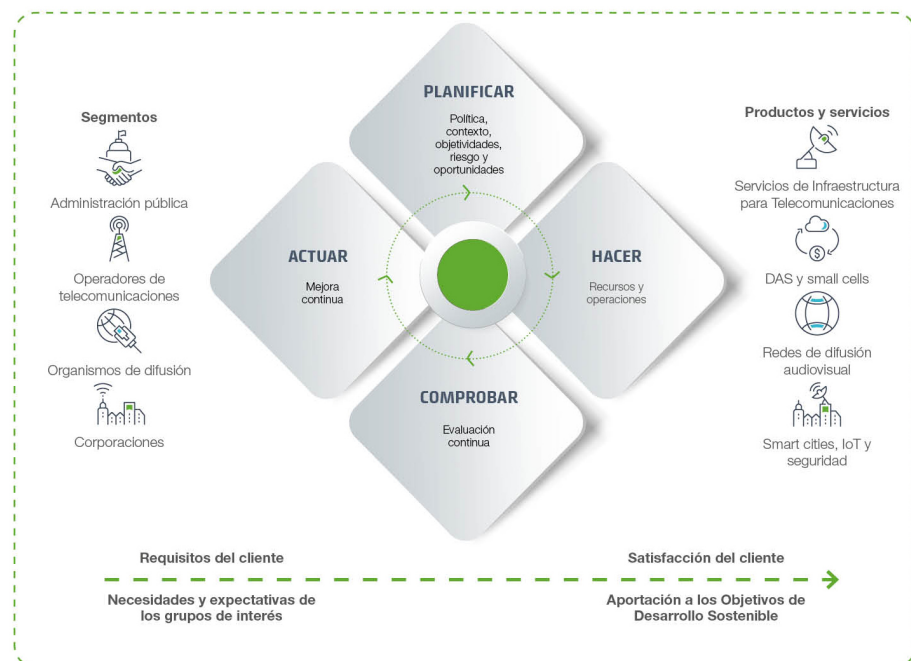 Segmentos
Administración pública
Operadores de
telecomunicaciones
Organismos de difusión
Corporaciones
PLANIFICAR
Política,
contexto,
objetividades,
riesgo y
oportunidades
ACTUAR
Mejora
continua
HACER
Recursos y
operaciones
COMPROBAR
Evaluación
continua
Productos y servicios
Servicios de Infraestructura
para Telecomunicaciones
$
DAS y small cells
Redes de difusión
audiovisual
Smart cities, IoT y
seguridad
Requisitos del cliente
Satisfacción del cliente
Necesidades y expectativas de
los grupos de interés
Aportación a los Objetivos de
Desarrollo Sostenible